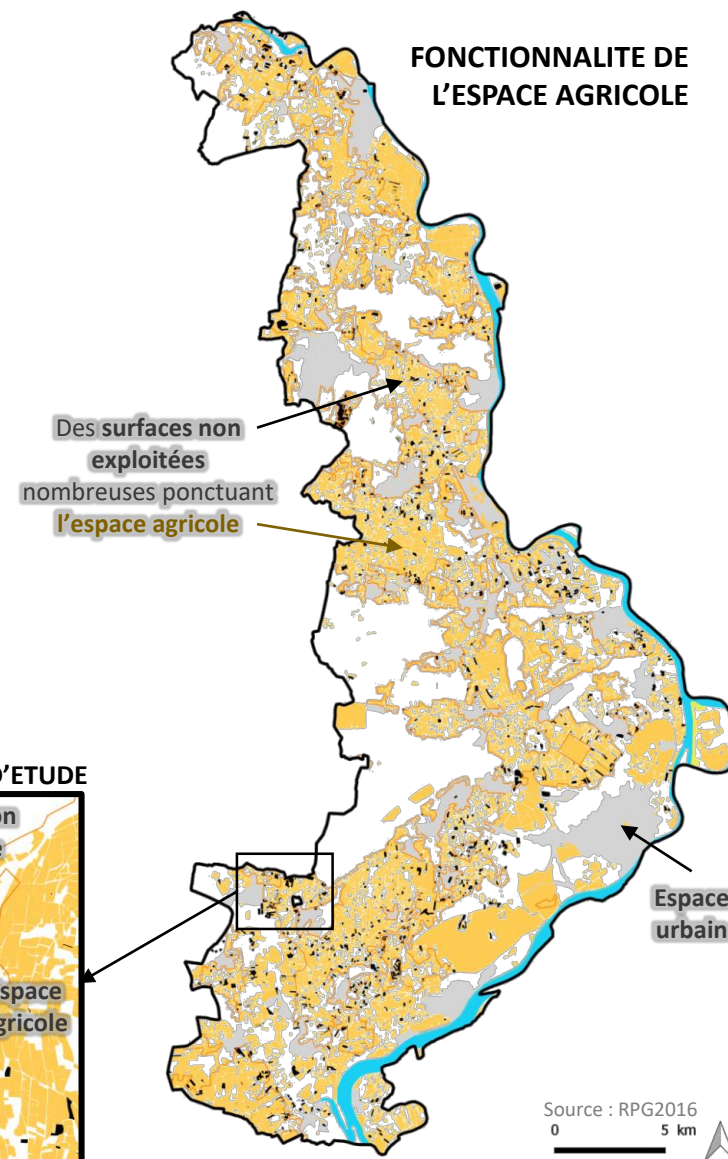 FONCTIONNALITE DE
L'ESPACE AGRICOLE
Des surfaces non
exploitées
nombreuses ponctuant
l'espace agricole
D'ETUDE
Espace
urbain
Source : RPG2016
0 5 km